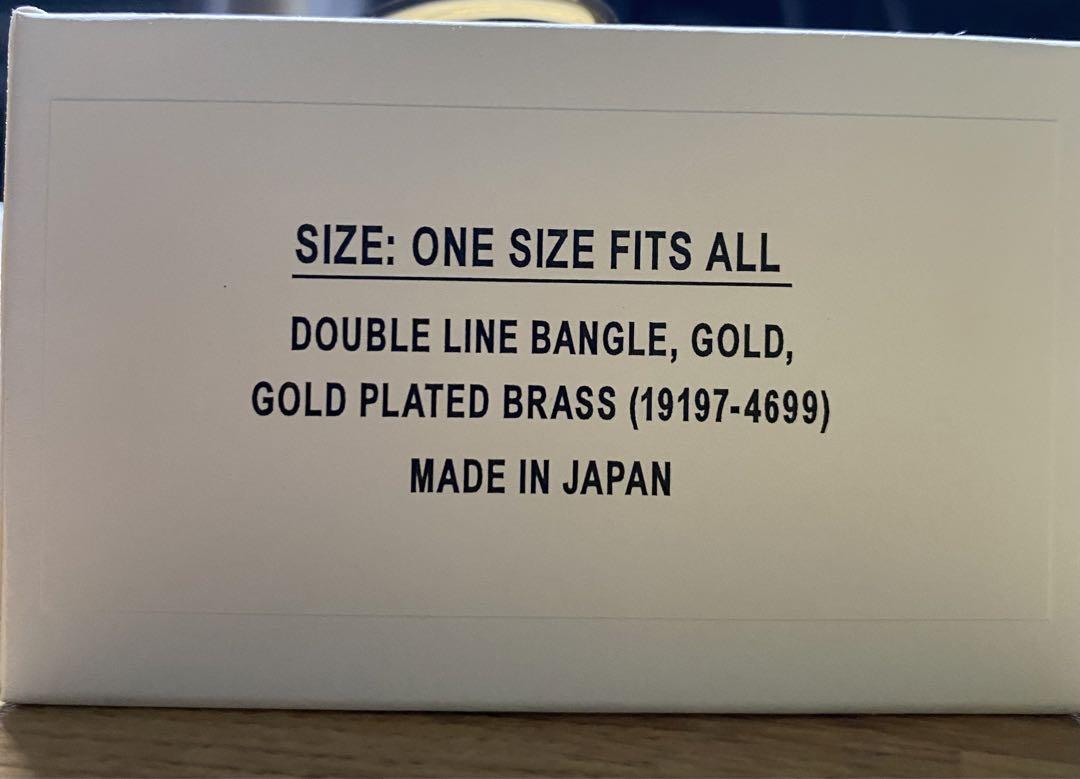 SIZE: ONE SIZE FITS ALL
DOUBLE LINE BANGLE, GOLD,
GOLD PLATED BRASS (19197-4699)
MADE IN JAPAN